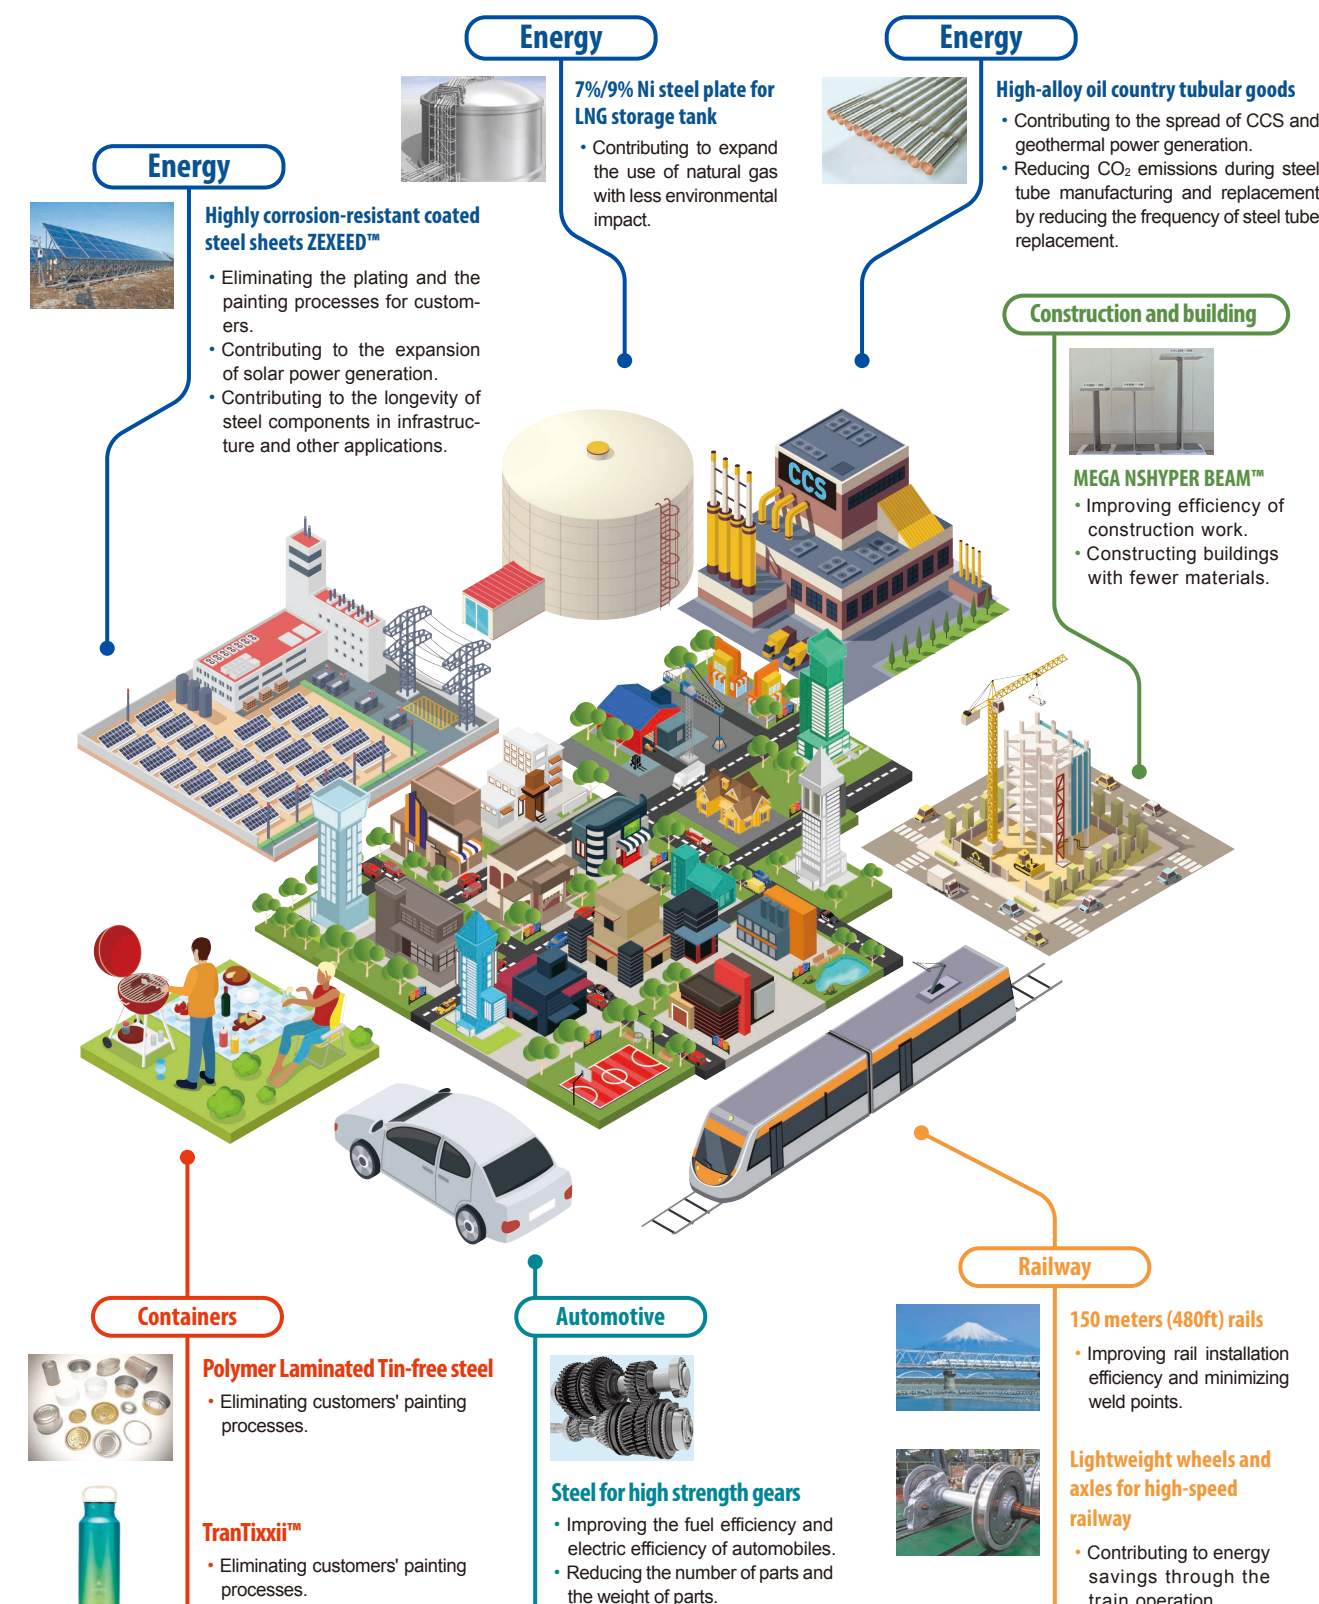 Energy
7%/9% Ni steel plate for
LNG storage tank
• Contributing to expand
the use of natural gas
with less environmental
impact.
Energy
High-alloy oil country tubular goods
• Contributing to the spread of CCS and
geothermal power generation.
• Reducing CO₂ emissions during steel
tube manufacturing and replacement
by reducing the frequency of steel tube
replacement.
Energy
Highly corrosion-resistant coated
steel sheets ZEXEED™
• Eliminating the plating and the
painting processes for custom-
ers.
• Contributing to the expansion
of solar power generation.
• Contributing to the longevity of
steel components in infrastruc-
ture and other applications.
Construction and building
MEGA NSHYPER BEAM™
• Improving efficiency of
construction work.
• Constructing buildings
with fewer materials.
CCS
Containers
Polymer Laminated Tin-free steel
• Eliminating customers' painting
processes.
TranTixxii™
• Eliminating customers' painting
processes.
Automotive
Steel for high strength gears
• Improving the fuel efficiency and
electric efficiency of automobiles.
• Reducing the number of parts and
the weight of parts.
Railway
150 meters (480ft) rails
• Improving rail installation
efficiency and minimizing
weld points.
Lightweight wheels and
axles for high-speed
railway
• Contributing to energy
savings through the
train operation